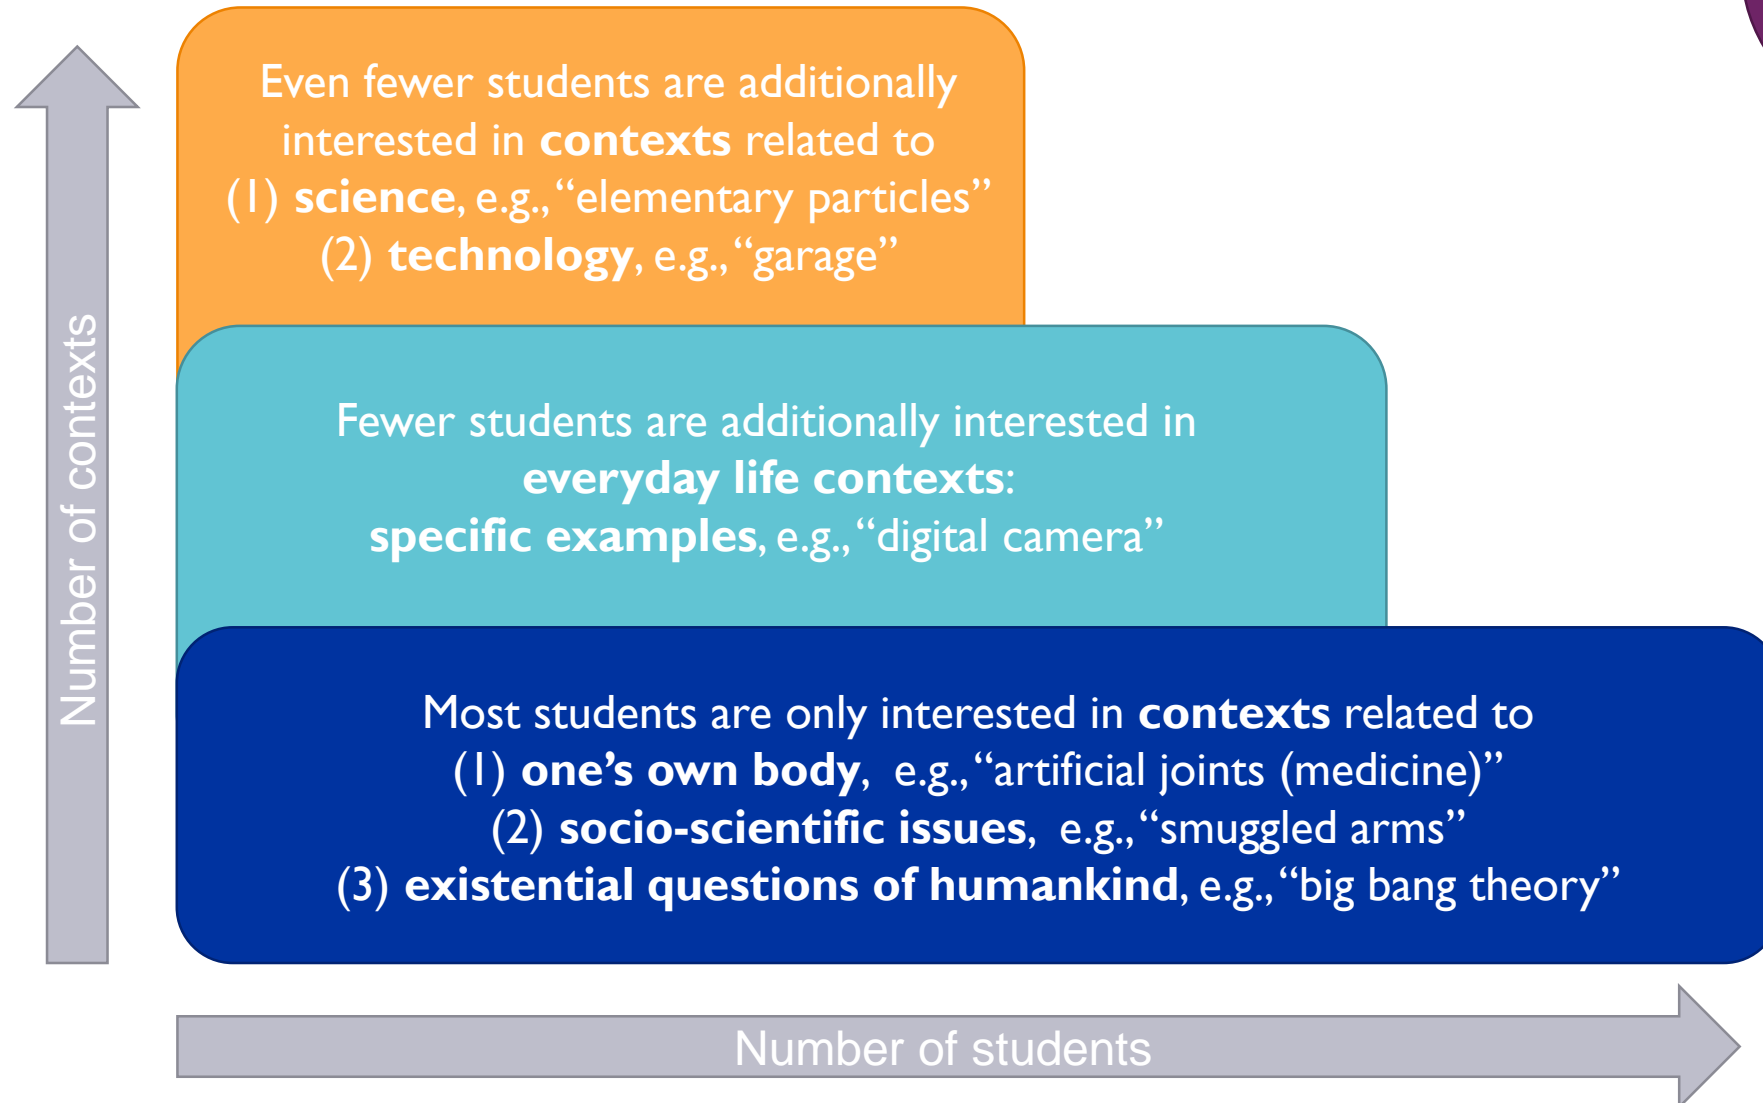 Even fewer students are additionally
interested in contexts related to
(1) science, e.g., “elementary particles”
(2) technology, e.g., “garage”
Fewer students are additionally interested in
everyday life contexts:
specific examples, e.g., “digital camera”
Most students are only interested in contexts related to
(1) one’s own body,  e.g., “artificial joints (medicine)”
(2) socio-scientific issues,  e.g., “smuggled arms”
(3) existential questions of humankind, e.g., “big bang theory”
Number of contexts
Number of students